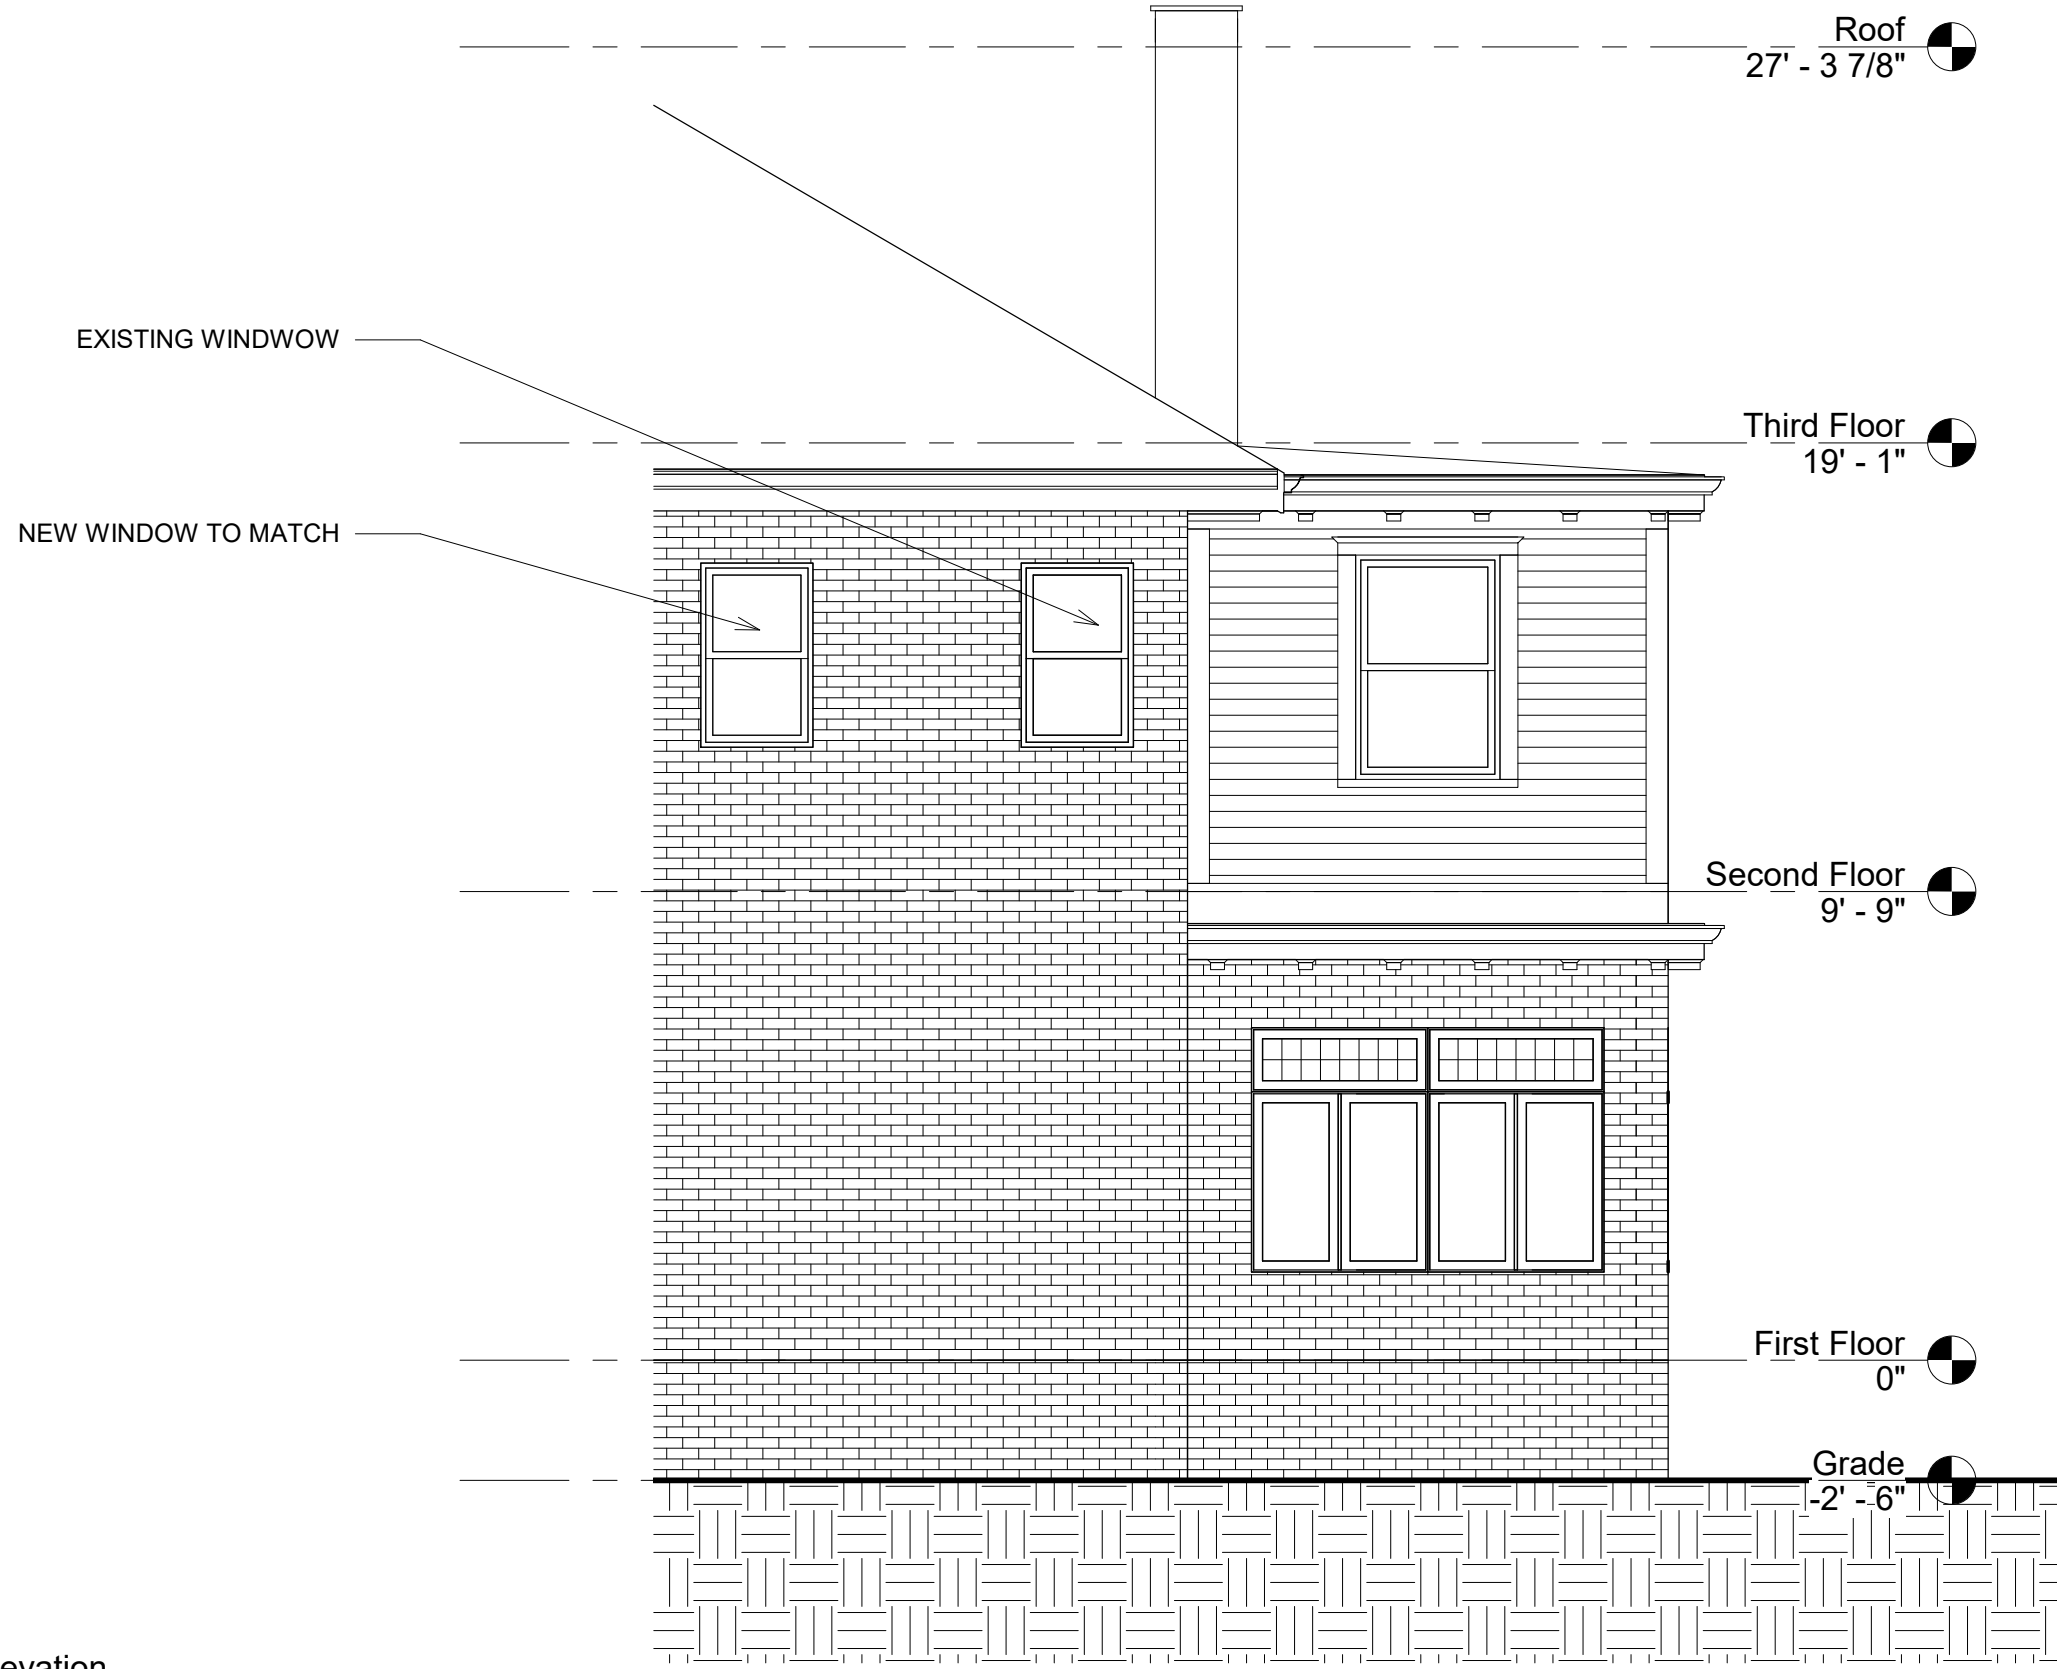 Roof
27' - 3 7/8"
EXISTING WINDWOW
Third Floor
19' - 1"
NEW WINDOW TO MATCH
Second Floor
9' - 9"
First Floor
0"
Grade
-2' - 6"